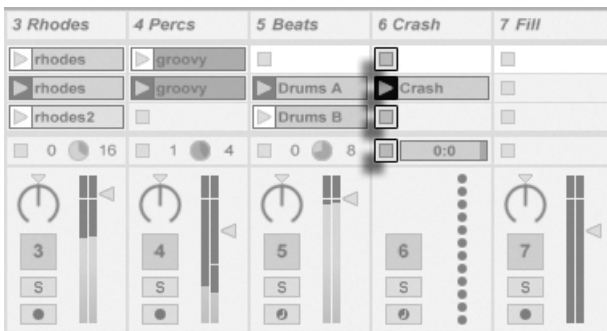 3 Rhodes 4 Percs 5 Beats 6 Crash 7 Fill
rhodes groovy
rhodes groovy Drums A Crash
rhodes2 Drums B
0 16 1 4 0 8 0:0
3 4 5 6 7
S S S S S